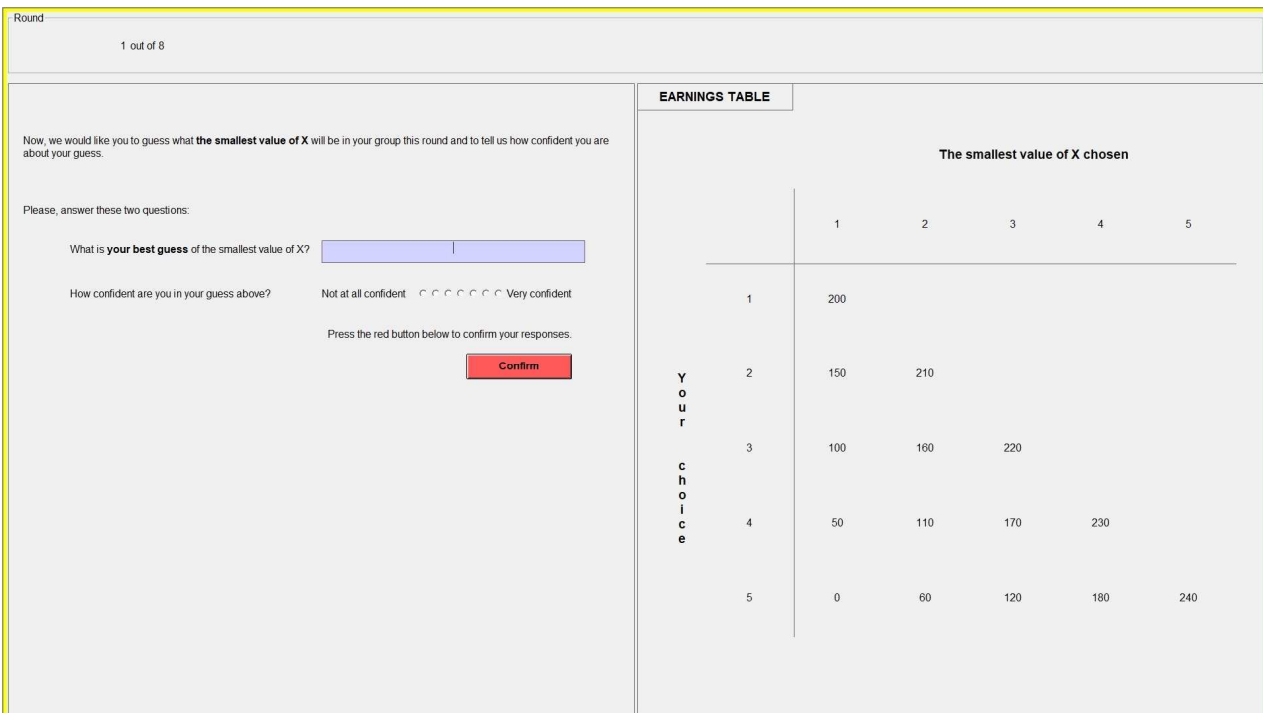 Round
1 out of 8
Now, we would like you to guess what the smallest value of X will be in your group this round and to tell us how confident you are
about your guess.
Please, answer these two questions:
What is your best guess of the smallest value of X?
How confident are you in your guess above? Not at all confident Very confident
Press the red button below to confirm your responses.
Confirm
EARNINGS TABLE
The smallest value of X chosen
1 2 3 4 5
Your choice
1 200
2 150 210
3 100 160 220
4 50 110 170 230
5 0 60 120 180 240